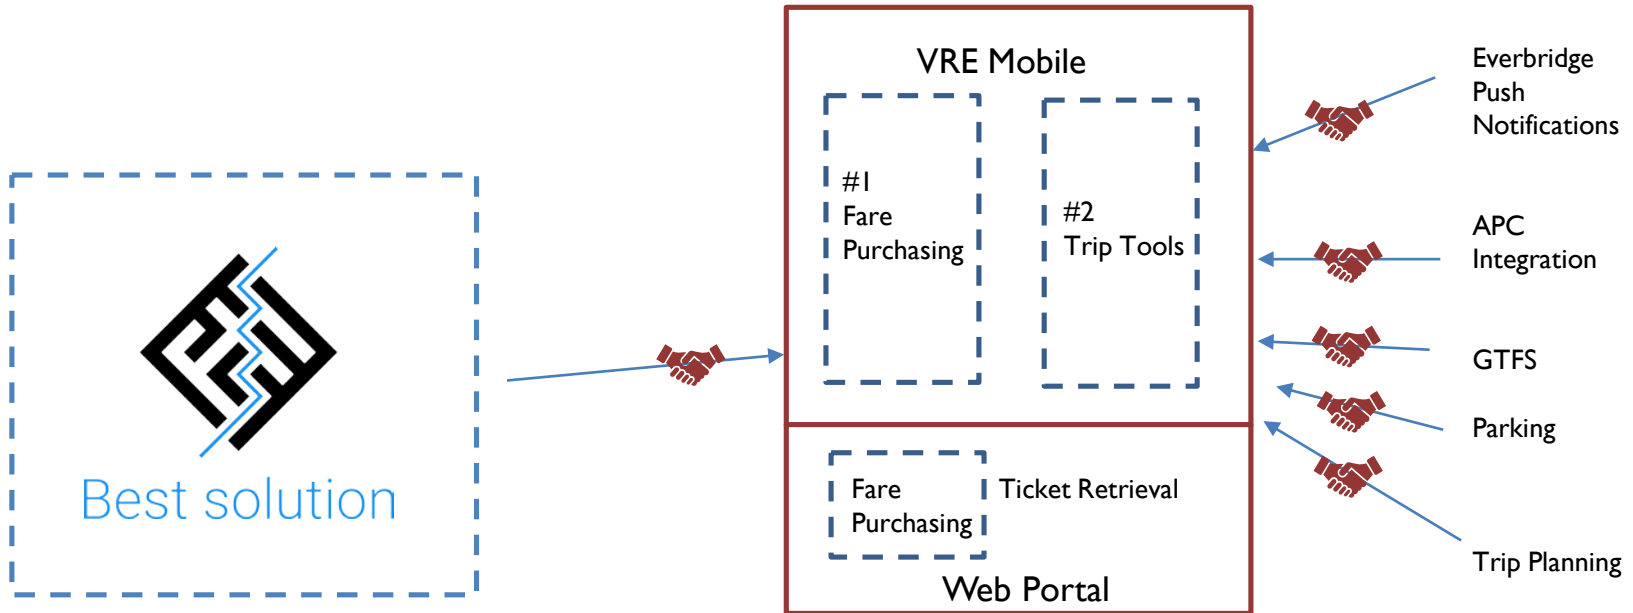 Best solution
VRE Mobile
#1
Fare
Purchasing
#2
Trip Tools
Fare
Purchasing
Ticket Retrieval
Web Portal
Everbridge
Push
Notifications
APC
Integration
GTFS
Parking
Trip Planning